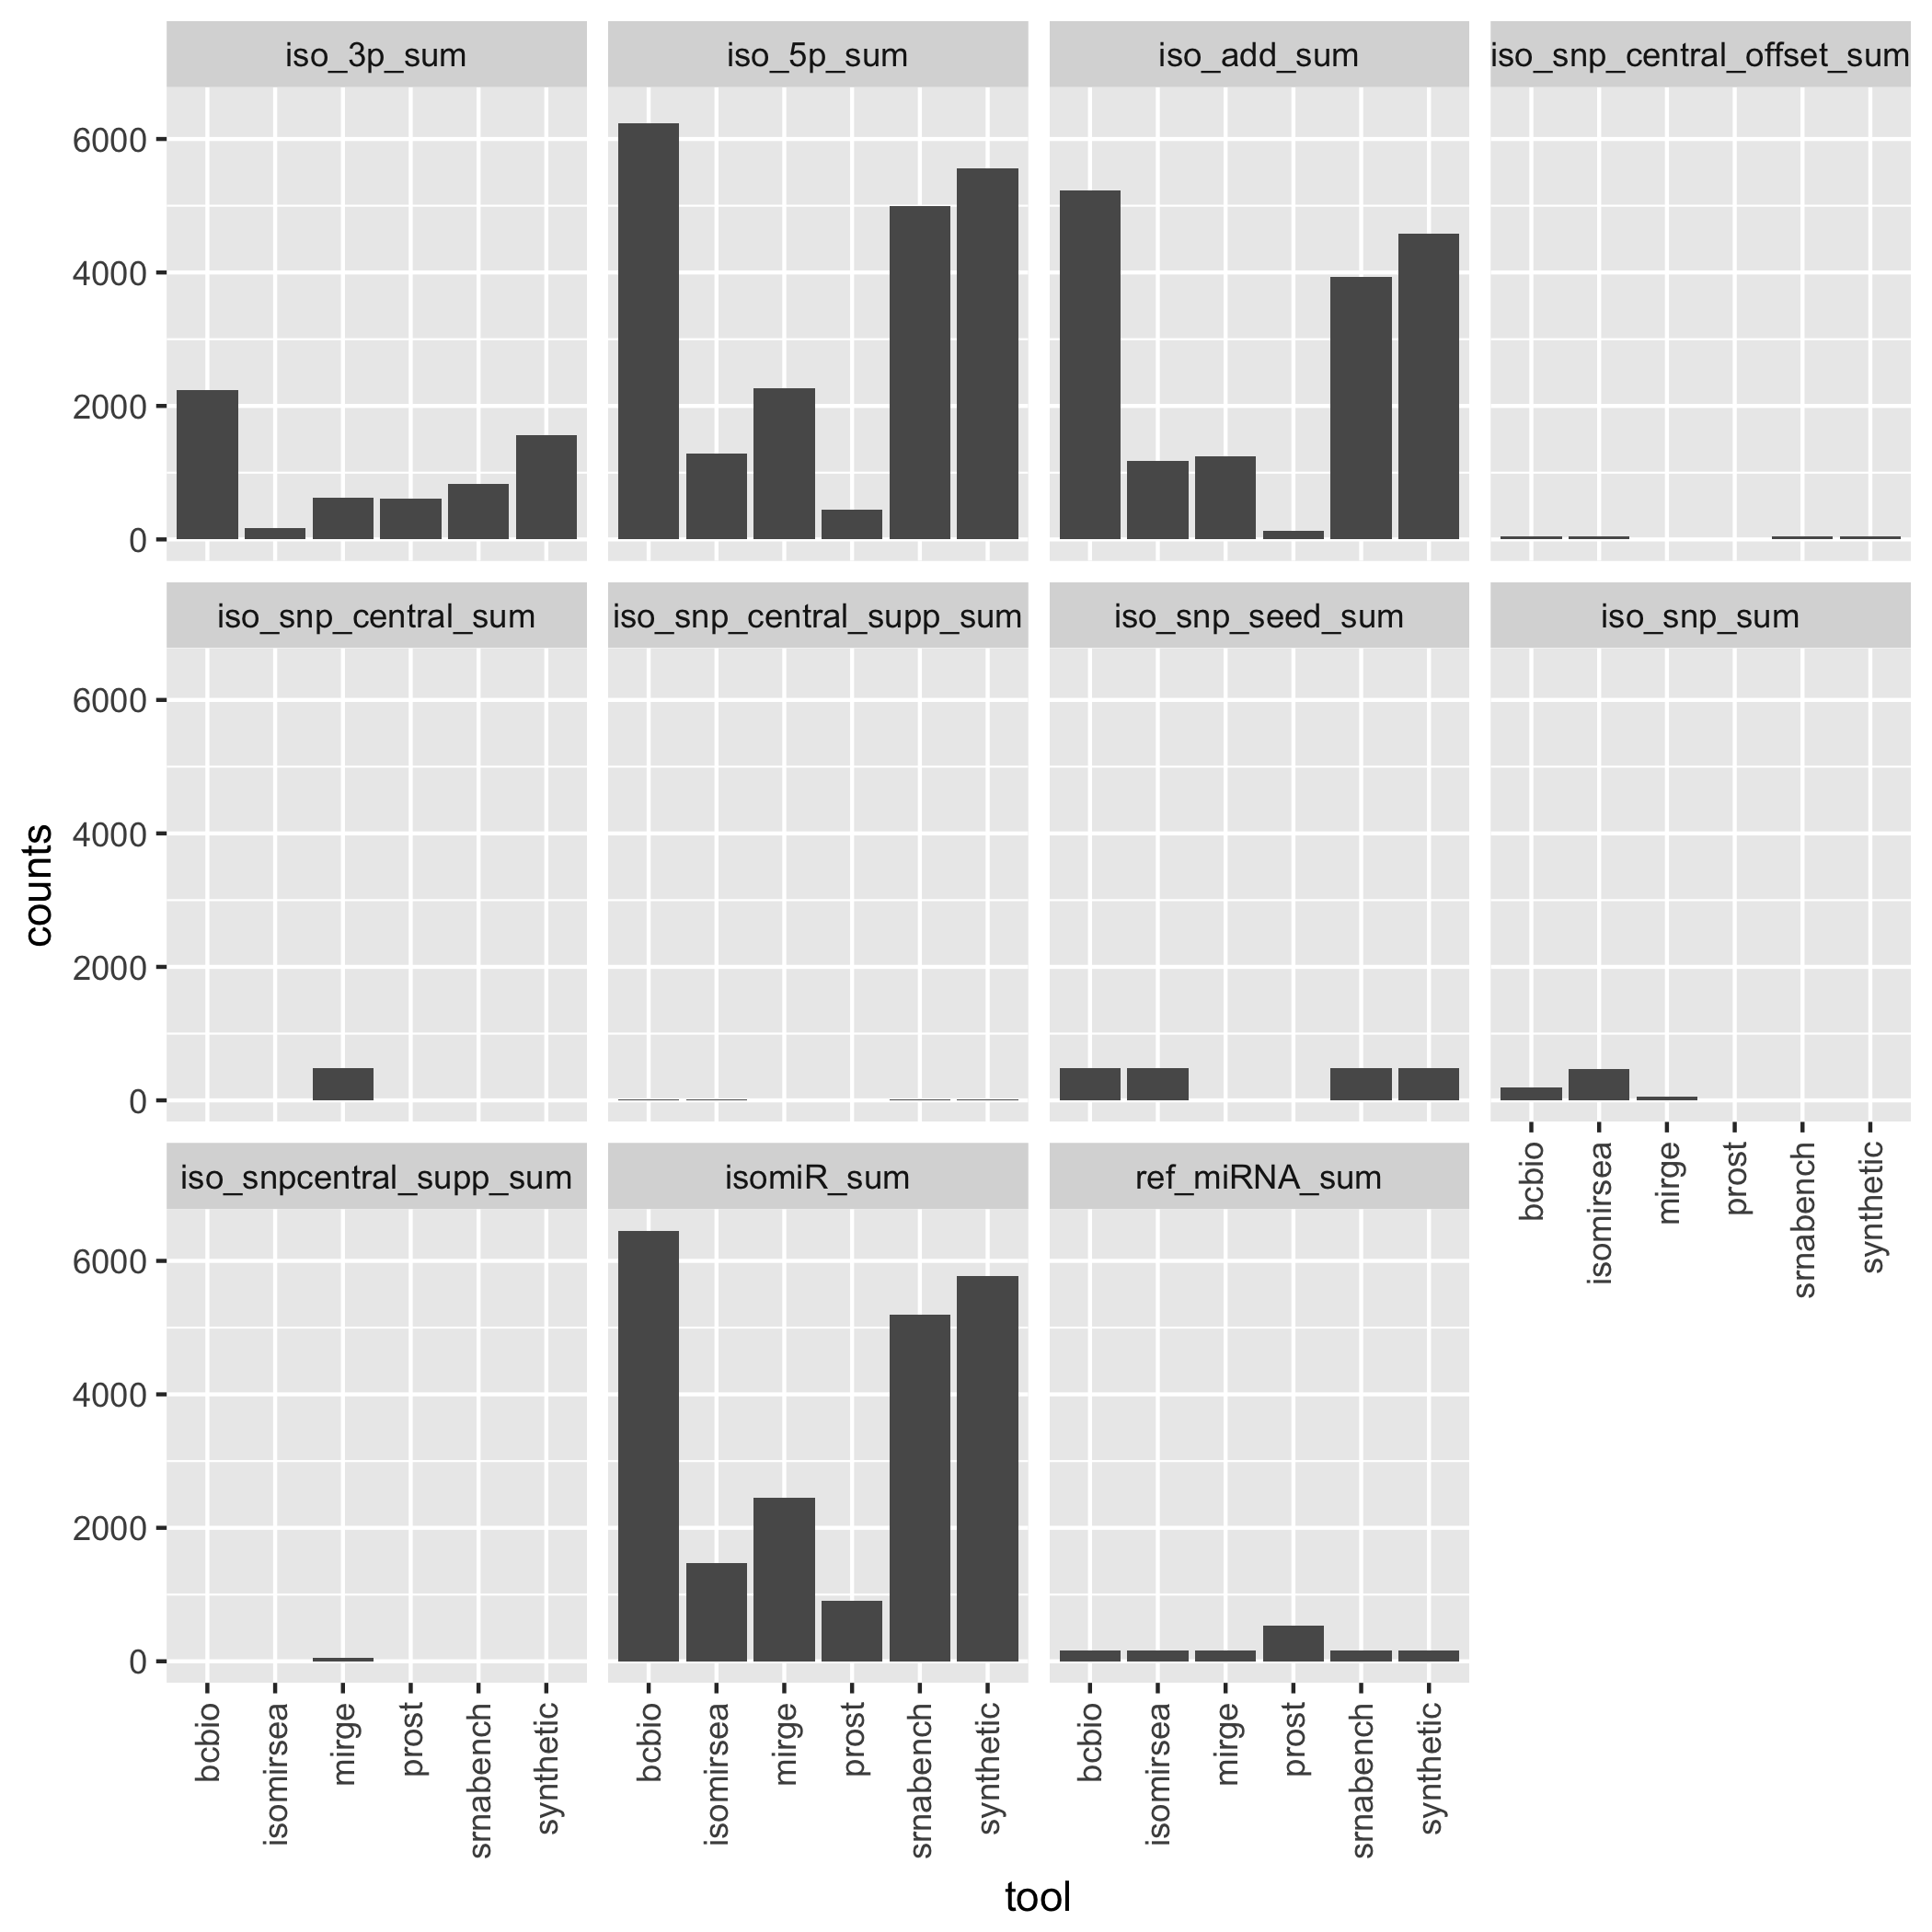 iso_3p_sum
iso_5p_sum
iso_add_sum
iso_snp_central_offset_sum
6000
4000
2000
0
iso_snp_central_sum
iso_snp_central_supp_sum
iso_snp_seed_sum
iso_snp_sum
6000
4000
2000
0
counts
bcbio
isomirsea
mirge
prost
srnabench
synthetic
iso_snpcentral_supp_sum
isomiR_sum
ref_miRNA_sum
6000
4000
2000
0
bcbio
isomirsea
mirge
prost
srnabench
synthetic
bcbio
isomirsea
mirge
prost
srnabench
synthetic
bcbio
isomirsea
mirge
prost
srnabench
synthetic
tool